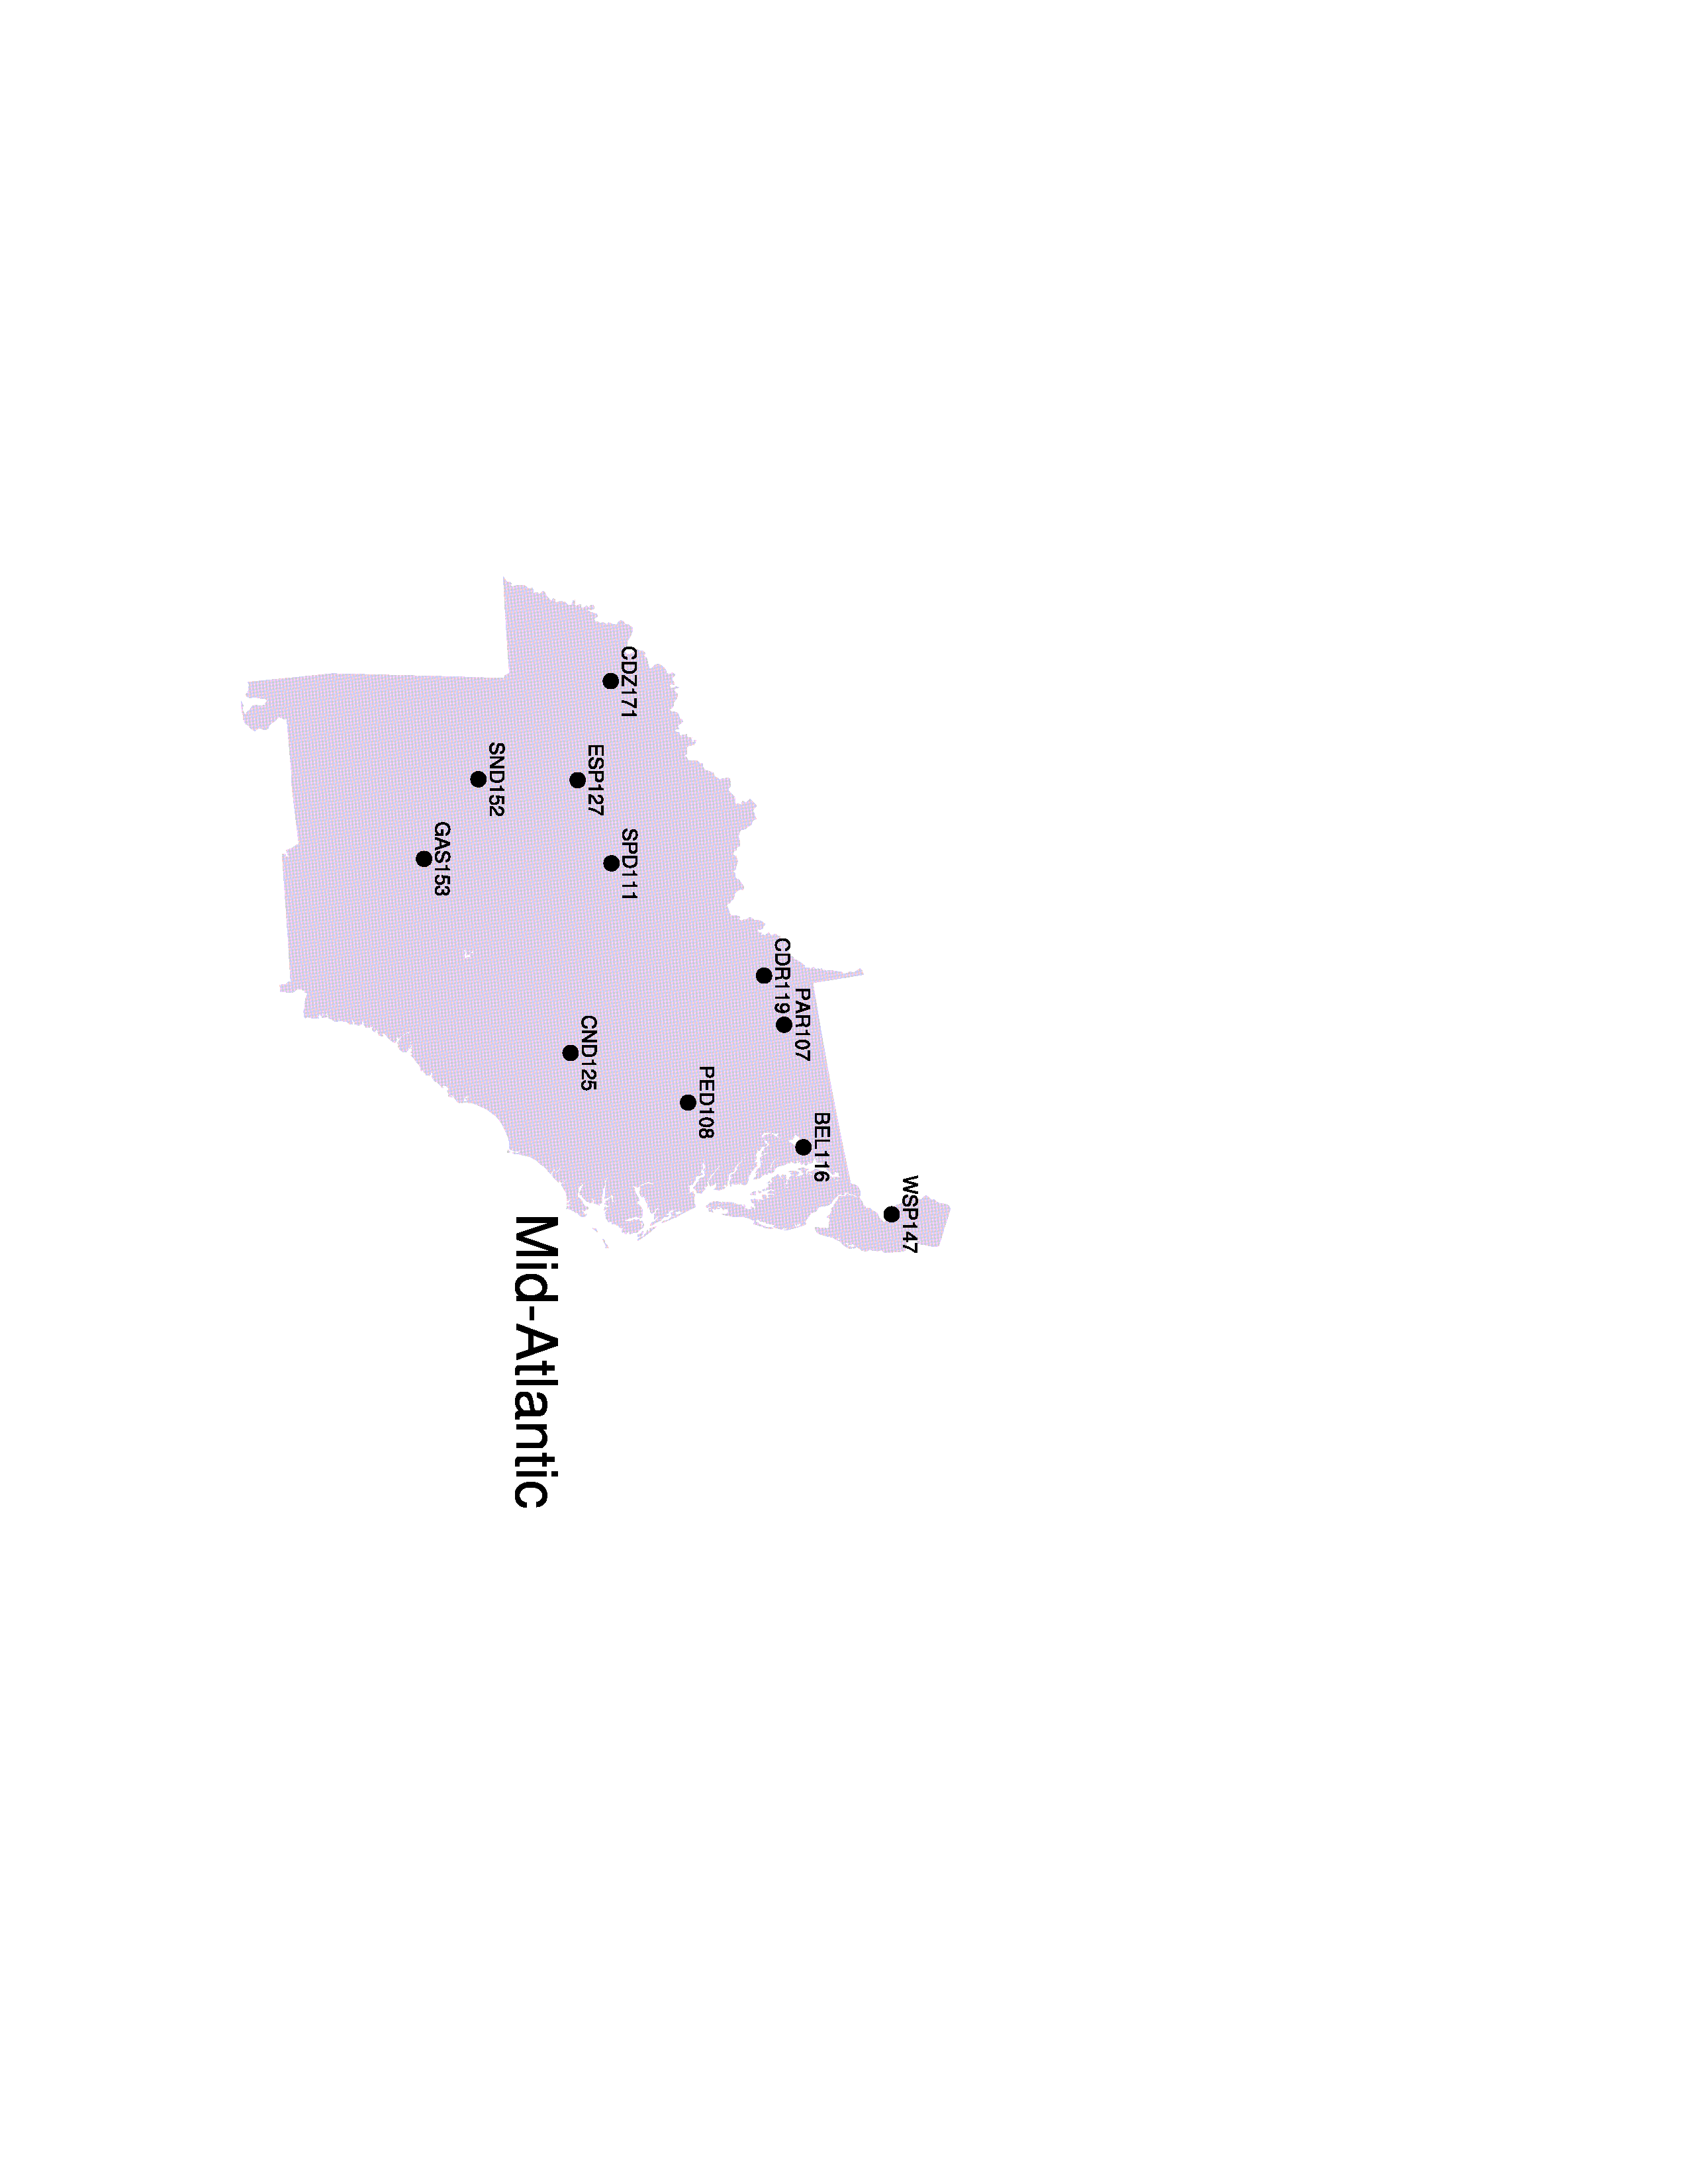 WSP147
BEL116
PAR107
CDR119
PED108
CDZ171
SPD111
ESP127
CND125
SND152
GAS153
Mid-Atlantic